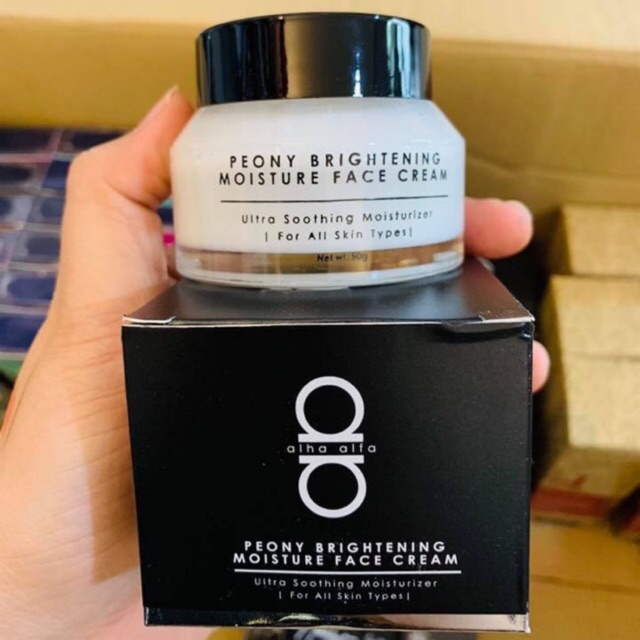 PEONY BRIGHTENING
MOISTURE FACE CREAM
Ultra Soothing Moisturizer
| For All Skin Types|
Net wt. 50g
alha alfa
PEONY BRIGHTENING
MOISTURE FACE CREAM
Ultra Soothing Moisturizer
| For All Skin Types|